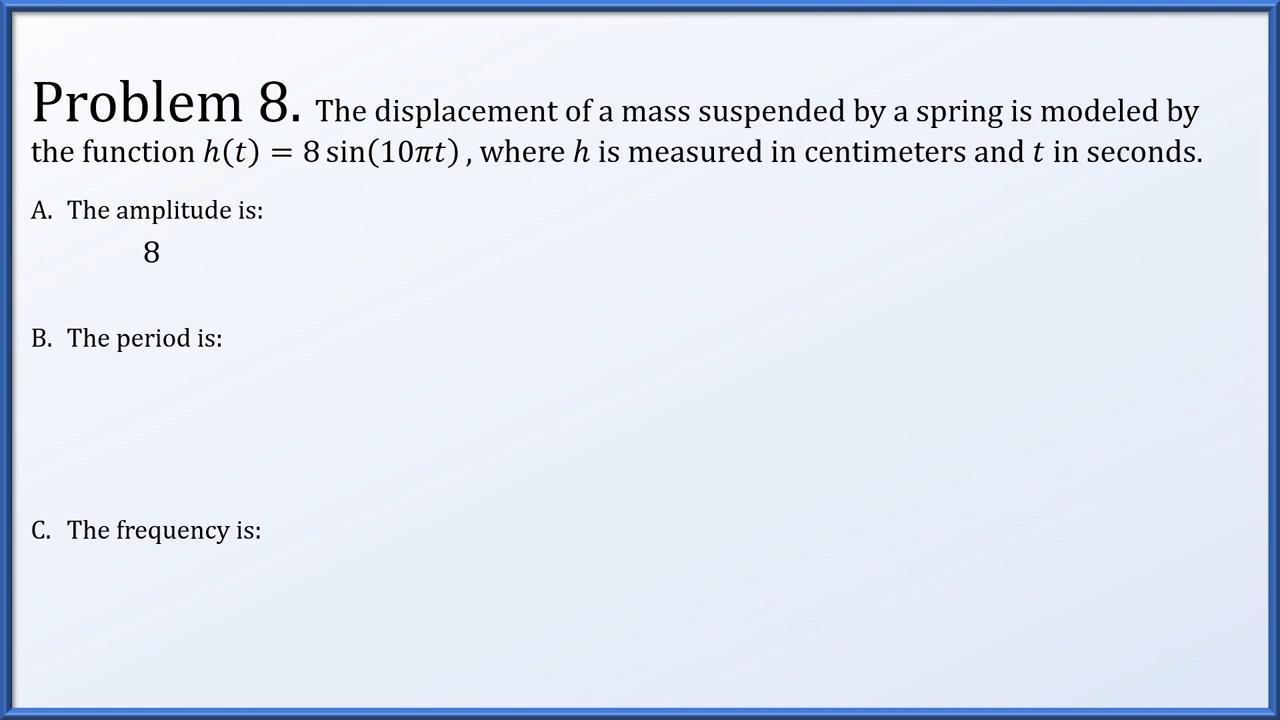 Problem 8. The displacement of a mass suspended by a spring is modeled by
the function h(t) = 8 sin(10πt) , where h is measured in centimeters and t in seconds.
A. The amplitude is:
8
B. The period is:
C. The frequency is: